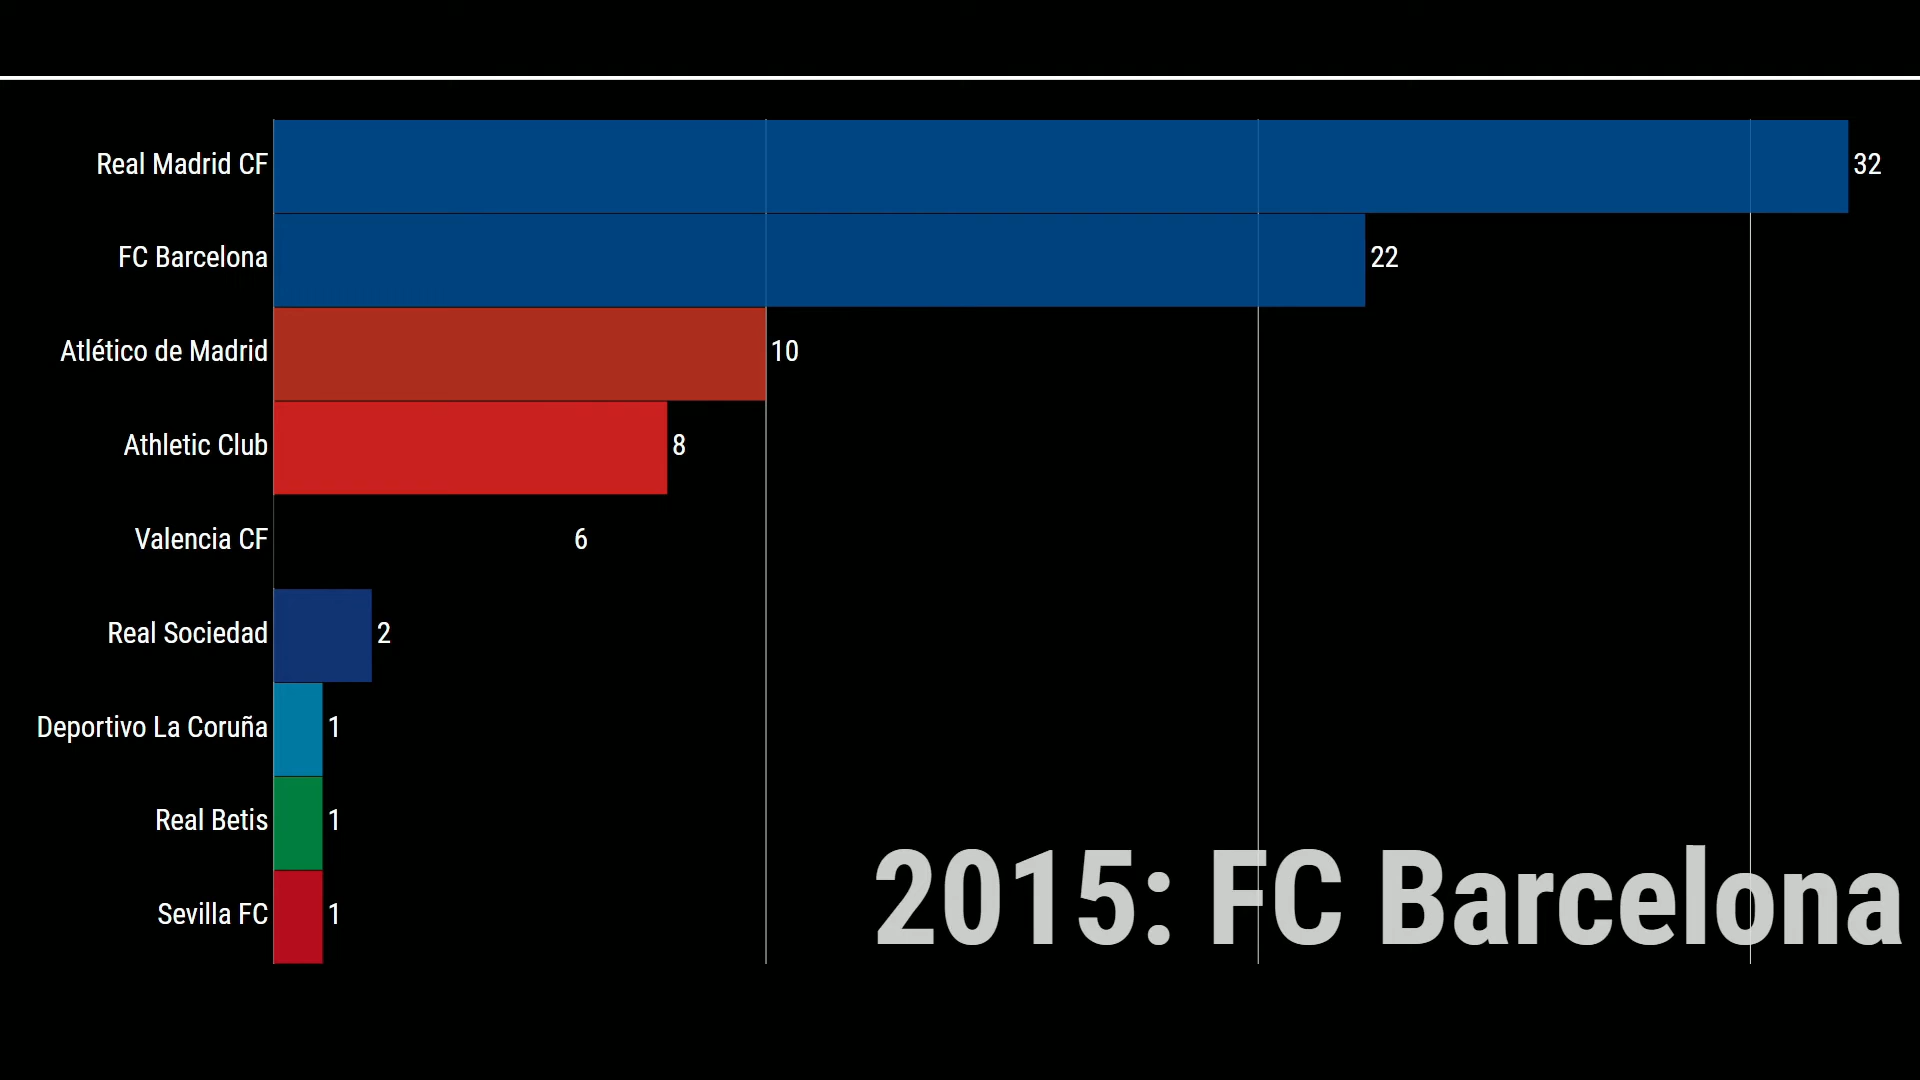 Real Madrid CF 32
FC Barcelona 22
Atlético de Madrid 10
Athletic Club 8
Valencia CF 6
Real Sociedad 2
Deportivo La Coruña 1
Real Betis 1
Sevilla FC 1
2015: FC Barcelona